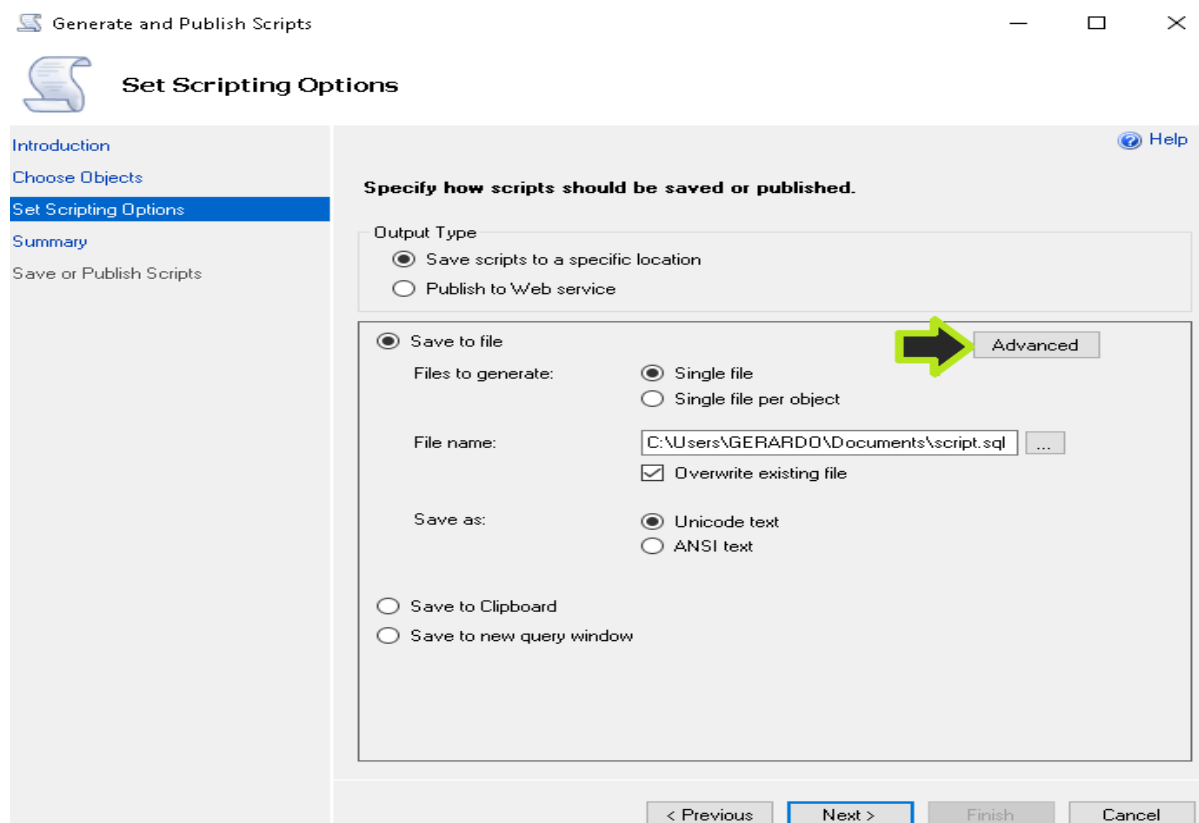 Generate and Publish Scripts
Set Scripting Options
Introduction
Choose Objects
Set Scripting Options
Summary
Save or Publish Scripts
Help
Specify how scripts should be saved or published.
Output Type
Save scripts to a specific location
Publish to Web service
Save to file
Advanced
Files to generate:
Single file
Single file per object
File name:
C:\Users\GERARDO\Documents\script.sql
...
Overwrite existing file
Save as:
Unicode text
ANSI text
Save to Clipboard
Save to new query window
< Previous
Next >
Finish
Cancel